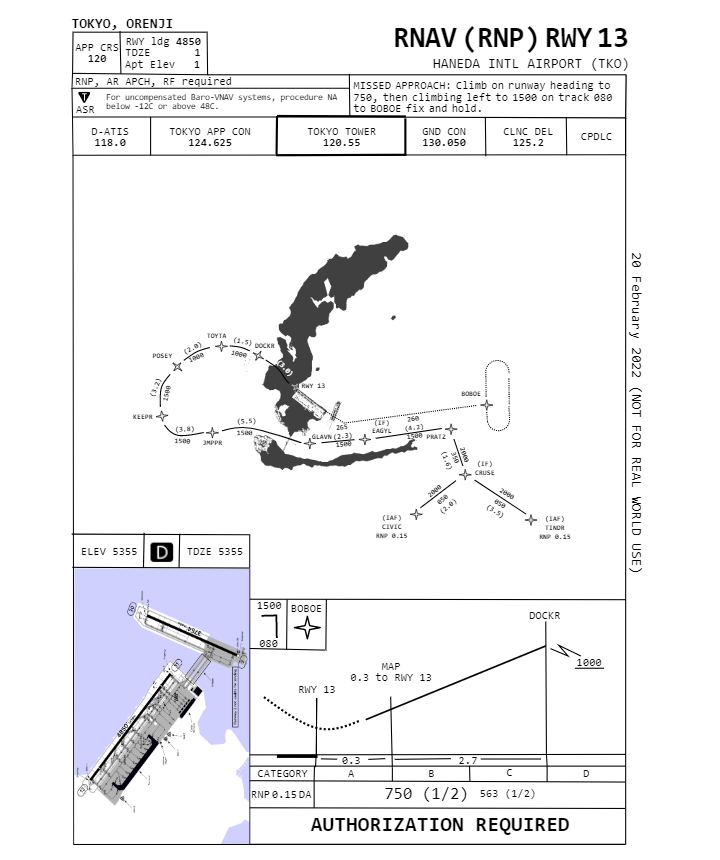 TOKYO, ORENJI
RNAV (RNP) RWY 13
HANEDA INTL AIRPORT (TKO)
APP CRS
120
RWY ldg 4850
TDZE 1
Apt Elev 1
RNP, AR APCH, RF required
T
ASR
For uncompensated Baro-VNAV systems, procedure NA
below -12C or above 48C.
MISSED APPROACH: Climb on runway heading to
750, then climbing left to 1500 on track 080
to BOBOE fix and hold.
D-ATIS
118.0
TOKYO APP CON
124.625
TOKYO TOWER
120.55
GND CON
130.050
CLNC DEL
125.2
CPDLC
20 February 2022 (NOT FOR REAL WORLD USE)
TOYTA
(1.5)
1000
DOCKR
(2.0)
1000
POSEY
(3.2)
1500
RWY 13
KEEPR
(3.8)
1500
JMPPR
(5.5)
1500
GLAVN
265
(2.3)
1500
(IF)
EAGYL
260
(4.2)
1500
PRATZ
BOBOE
2000
350
(1.6)
(IF)
CRUSE
2000
050
(2.0)
2000
050
(3.5)
(IAF)
CIVIC
RNP 0.15
(IAF)
TINDR
RNP 0.15
ELEV 5355
D
TDZE 5355
4850
1500
080
BOBOE
DOCKR
1000
MAP
0.3 to RWY 13
RWY 13
0.3
2.7
CATEGORY
A
B
C
D
RNP 0.15 DA
750 (1/2) 563 (1/2)
AUTHORIZATION REQUIRED